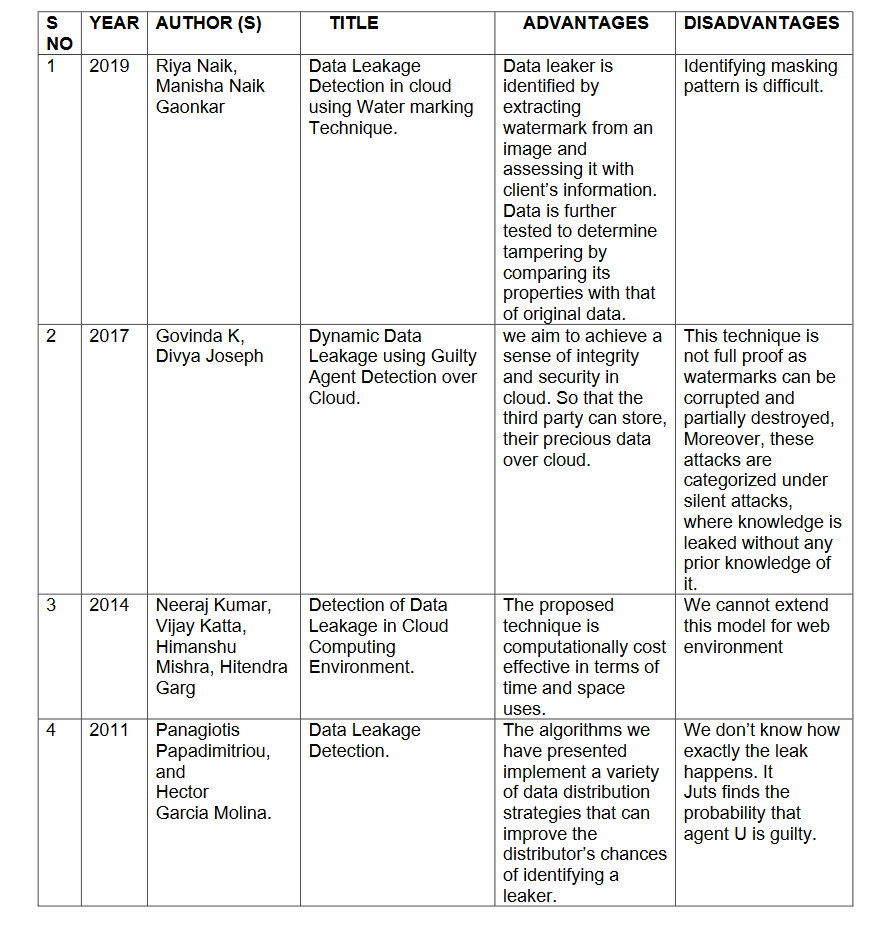 S NO
YEAR
AUTHOR (S)
TITLE
ADVANTAGES
DISADVANTAGES
1
2019
Riya Naik,
Manisha Naik
Gaonkar
Data Leakage
Detection in cloud
using Water marking
Technique.
Data leaker is
identified by
extracting
watermark from an
image and
assessing it with
client’s information.
Data is further
tested to determine
tampering by
comparing its
properties with that
of original data.
Identifying masking
pattern is difficult.
2
2017
Govinda K,
Divya Joseph
Dynamic Data
Leakage using Guilty
Agent Detection over
Cloud.
we aim to achieve a
sense of integrity
and security in
cloud. So that the
third party can store,
their precious data
over cloud.
This technique is
not full proof as
watermarks can be
corrupted and
partially destroyed,
Moreover, these
attacks are
categorized under
silent attacks,
where knowledge is
leaked without any
prior knowledge of
it.
3
2014
Neeraj Kumar,
Vijay Katta,
Himanshu
Mishra, Hitendra
Garg
Detection of Data
Leakage in Cloud
Computing
Environment.
The proposed
technique is
computationally cost
effective in terms of
time and space
uses.
We cannot extend
this model for web
environment
4
2011
Panagiotis
Papadimitriou,
and
Hector
Garcia Molina.
Data Leakage
Detection.
The algorithms we
have presented
implement a variety
of data distribution
strategies that can
improve the
distributor’s chances
of identifying a
leaker.
We don’t know how
exactly the leak
happens. It
Juts finds the
probability that
agent U is guilty.